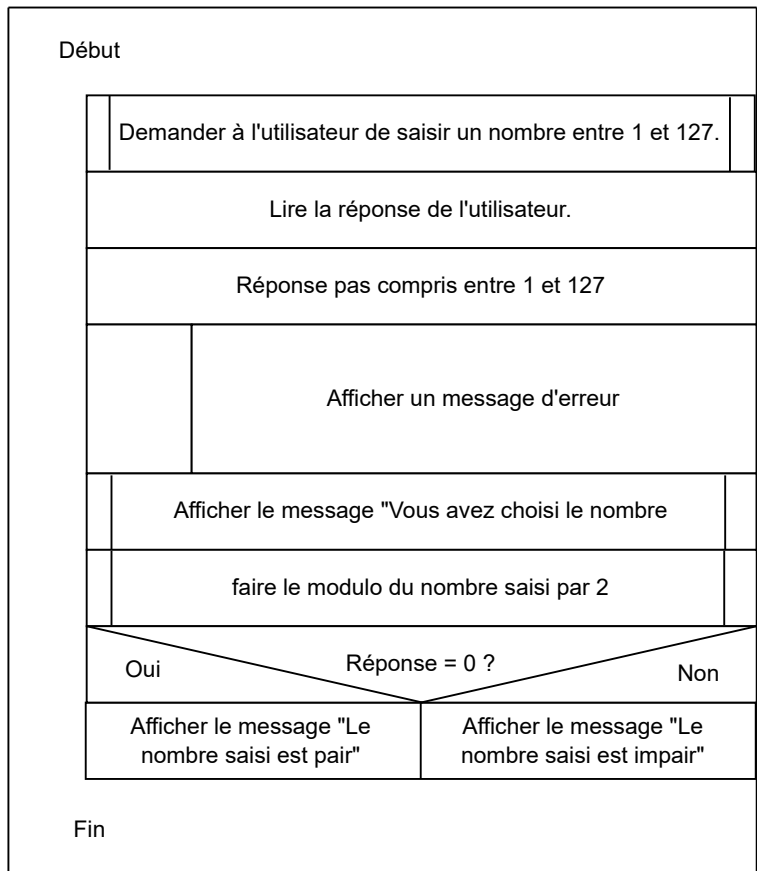 Début
Demander à l'utilisateur de saisir un nombre entre 1 et 127.
Lire la réponse de l'utilisateur.
Réponse pas compris entre 1 et 127
Afficher un message d'erreur
Afficher le message "Vous avez choisi le nombre
faire le modulo du nombre saisi par 2
Réponse = 0 ?
Oui
Non
Afficher le message "Le
nombre saisi est pair"
Afficher le message "Le
nombre saisi est impair"
Fin